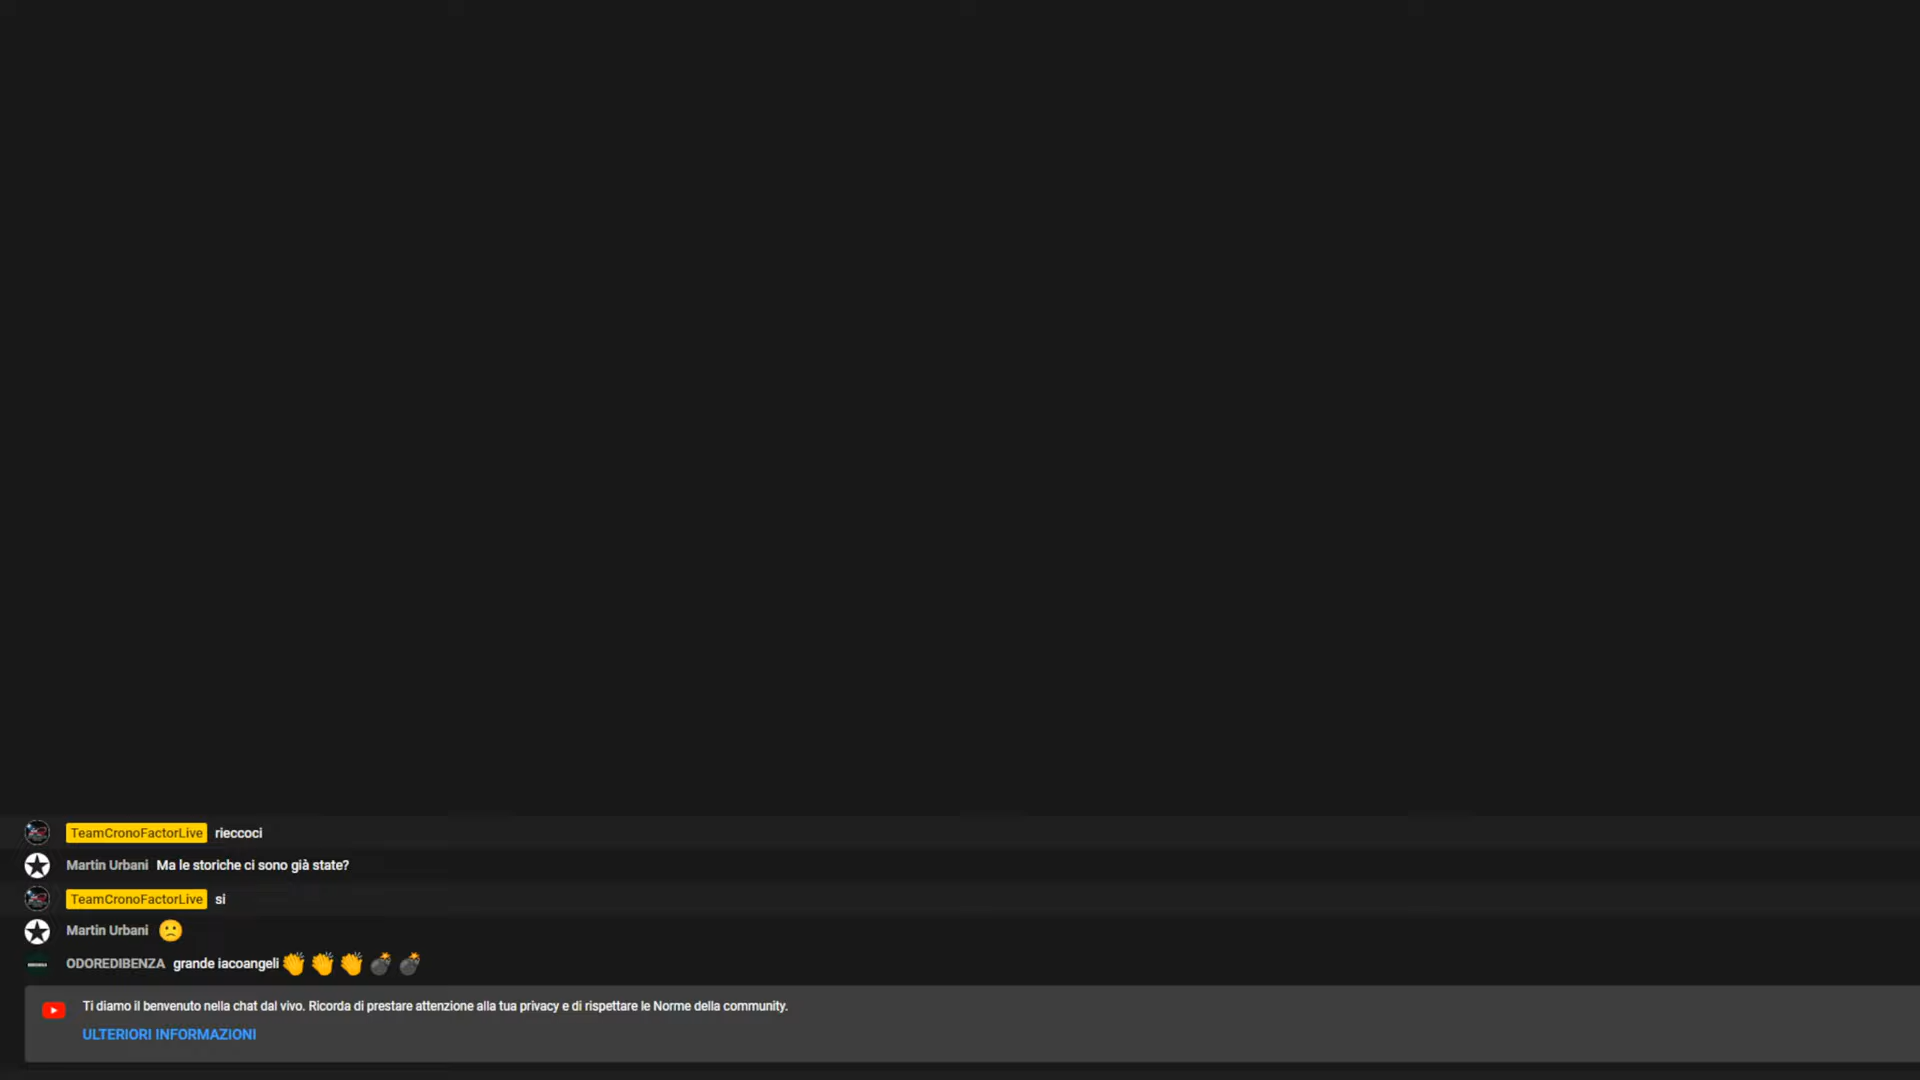 TeamCronoFactorLive rieccoci
Martin Urbani Ma le storiche ci sono già state?
TeamCronoFactorLive si
Martin Urbani 🙁
ODOREDIBENZA grande iacoangeli 👏 👏 👏 💣 💣
Ti diamo il benvenuto nella chat dal vivo. Ricorda di prestare attenzione alla tua privacy e di rispettare le Norme della community.
ULTERIORI INFORMAZIONI